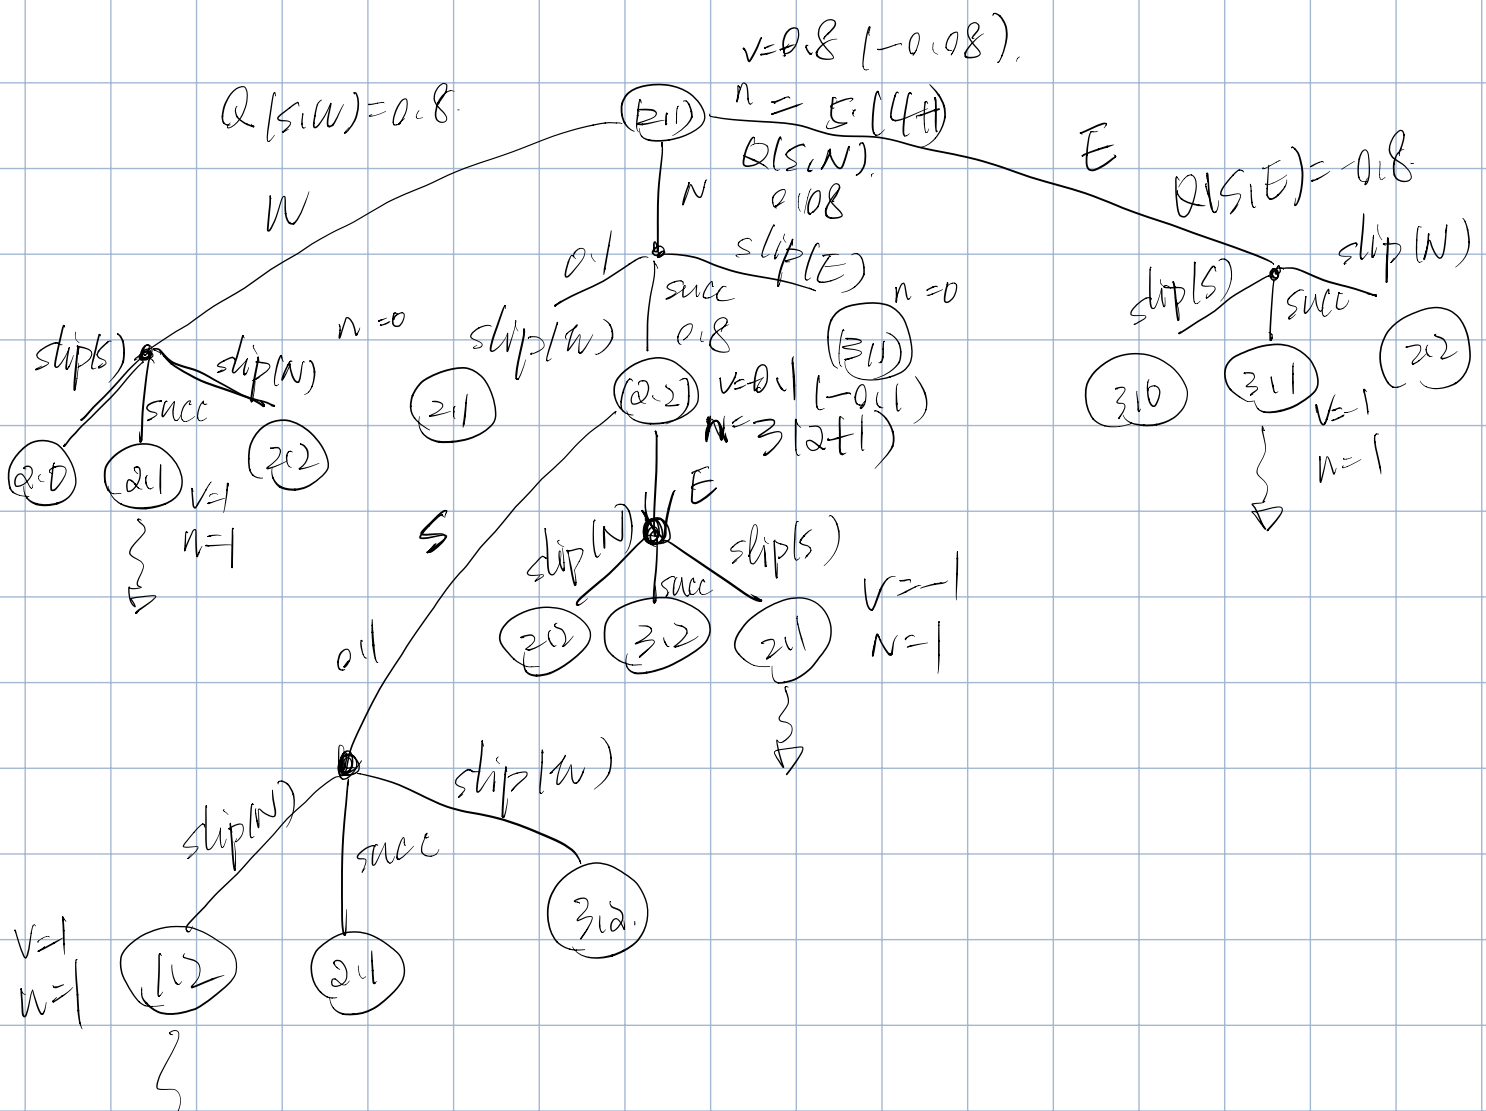 v=0.8 (-0.08).
Q(s,W)=0.8.
(2,1)
n = 5 (4+1)
E
Q(S,N).
0.08
Q(S,E)=-0.8
W
N
0.1
slip(E)
slip(N)
succ
slip(S)
succ
n=0
n=0
slip(W)
0.8
(3,1)
slip(S)
slip(N)
succ
2,1
(2,2)
v=0.1 (-0.1)
N=3(2+1)
3,0
3,1
2,2
v=-1
n=1
2,0
2,1
2,2
v=1
n=1
E
S
slip(N)
succ
slip(S)
v=-1
N=1
2,2
3,2
2,1
0.1
slip(N)
succ
slip(W)
v=1
n=1
1,2
2,1
3,2.